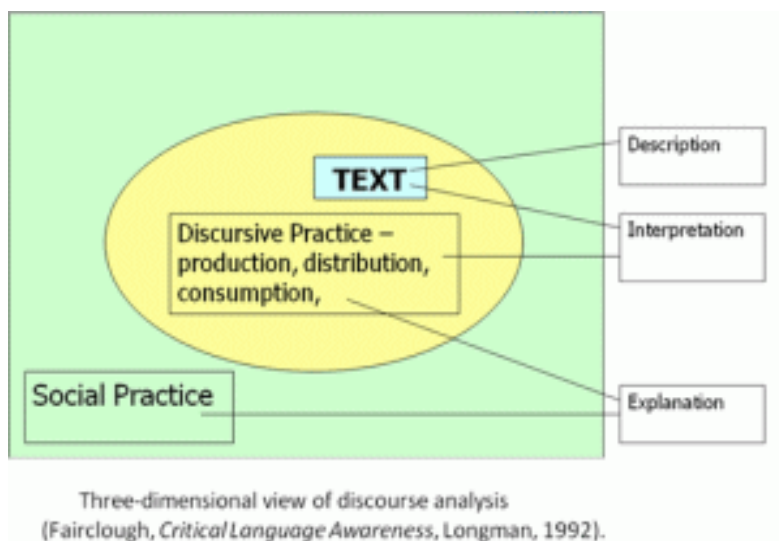 TEXT
Discursive Practice –
production, distribution,
consumption,
Social Practice
Description
Interpretation
Explanation
Three-dimensional view of discourse analysis
(Fairclough, Critical Language Awareness, Longman, 1992).